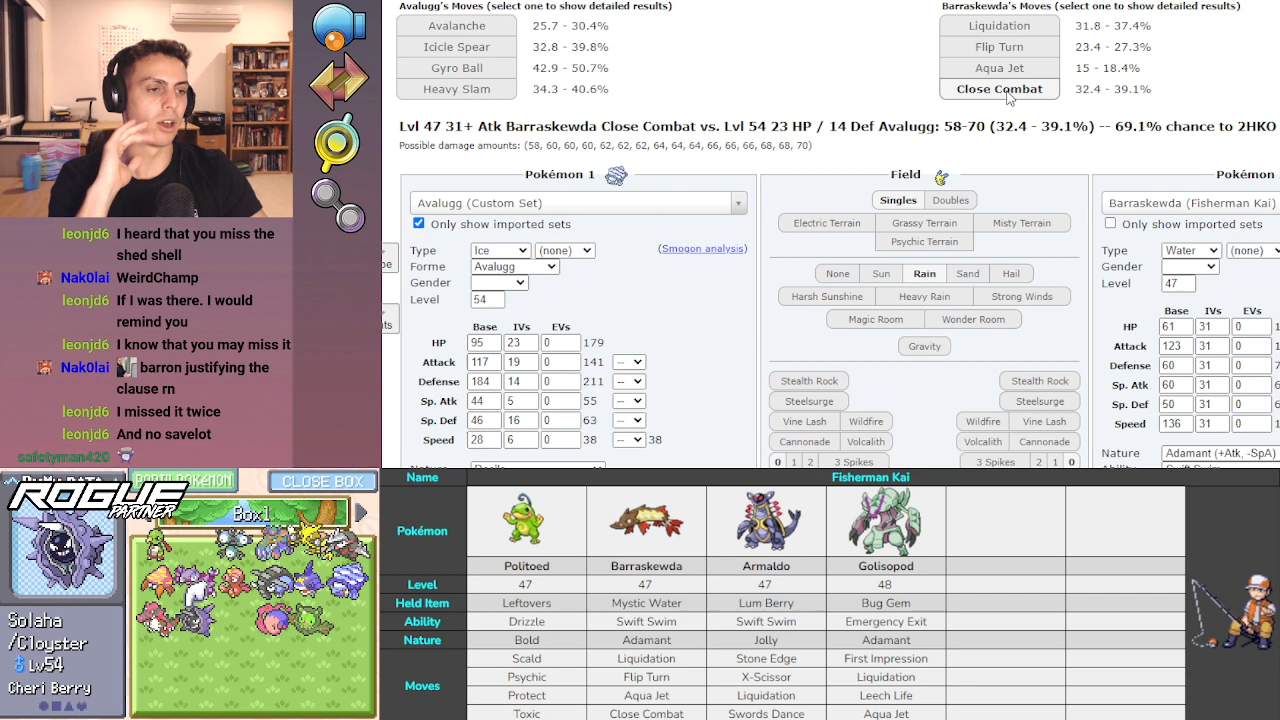 Avalugg's Moves (select one to show detailed results)
Avalanche 25.7 - 30.4%
Icicle Spear 32.8 - 39.8%
Gyro Ball 42.9 - 50.7%
Heavy Slam 34.3 - 40.6%
Barraskewda's Moves (select one to show detailed results)
Liquidation 31.8 - 37.4%
Flip Turn 23.4 - 27.3%
Aqua Jet 15 - 18.4%
Close Combat 32.4 - 39.1%
Lvl 47 31+ Atk Barraskewda Close Combat vs. Lvl 54 23 HP / 14 Def Avalugg: 58-70 (32.4 - 39.1%) -- 69.1% chance to 2HKO
Possible damage amounts: (58, 60, 60, 60, 62, 62, 62, 64, 64, 64, 66, 66, 66, 68, 68, 70)
Pokémon 1
Avalugg (Custom Set)
Only show imported sets
Type Ice (none) (Smogon analysis)
Forme Avalugg
Gender
Level 54
Base IVs EVs
HP 95 23 0 179
Attack 117 19 0 141 --
Defense 184 14 0 211 --
Sp. Atk 44 5 0 55 --
Sp. Def 46 16 0 63 --
Speed 28 6 0 38 -- 38
Field
Singles Doubles
Electric Terrain Grassy Terrain Misty Terrain
Psychic Terrain
None Sun Rain Sand Hail
Harsh Sunshine Heavy Rain Strong Winds
Magic Room Wonder Room
Gravity
Stealth Rock Stealth Rock
Steelsurge Steelsurge
Vine Lash Wildfire Wildfire Vine Lash
Cannonade Volcalith Volcalith Cannonade
0 1 2 3 Spikes 3 Spikes 2 1 0
Pokémon
Barraskewda (Fisherman Kai)
Only show imported sets
Type Water (none)
Gender
Level 47
Base IVs EVs
HP 61 31 0
Attack 123 31 0
Defense 60 31 0
Sp. Atk 60 31 0
Sp. Def 50 31 0
Speed 136 31 0
Nature Adamant (+Atk, -SpA)
leonjd6 I heard that you miss the
shed shell
Nak0lai WeirdChamp
leonjd6 If I was there. I would
remind you
leonjd6 I know that you may miss it
Nak0lai barron justifying the
clause rn
leonjd6 I missed it twice
leonjd6 And no savelot
safetyman420
PARTY POKéMON
CLOSE BOX
ROGUE
PARTNER
Box1
Solaha
/Cloyster
♂ Lv54
Cheri Berry
Name Fisherman Kai
Pokémon Politoed Barraskewda Armaldo Golisopod
Level 47 47 47 48
Held Item Leftovers Mystic Water Lum Berry Bug Gem
Ability Drizzle Swift Swim Swift Swim Emergency Exit
Nature Bold Adamant Jolly Adamant
Moves
Scald Liquidation Stone Edge First Impression
Psychic Flip Turn X-Scissor Liquidation
Protect Aqua Jet Liquidation Leech Life
Toxic Close Combat Swords Dance Aqua Jet